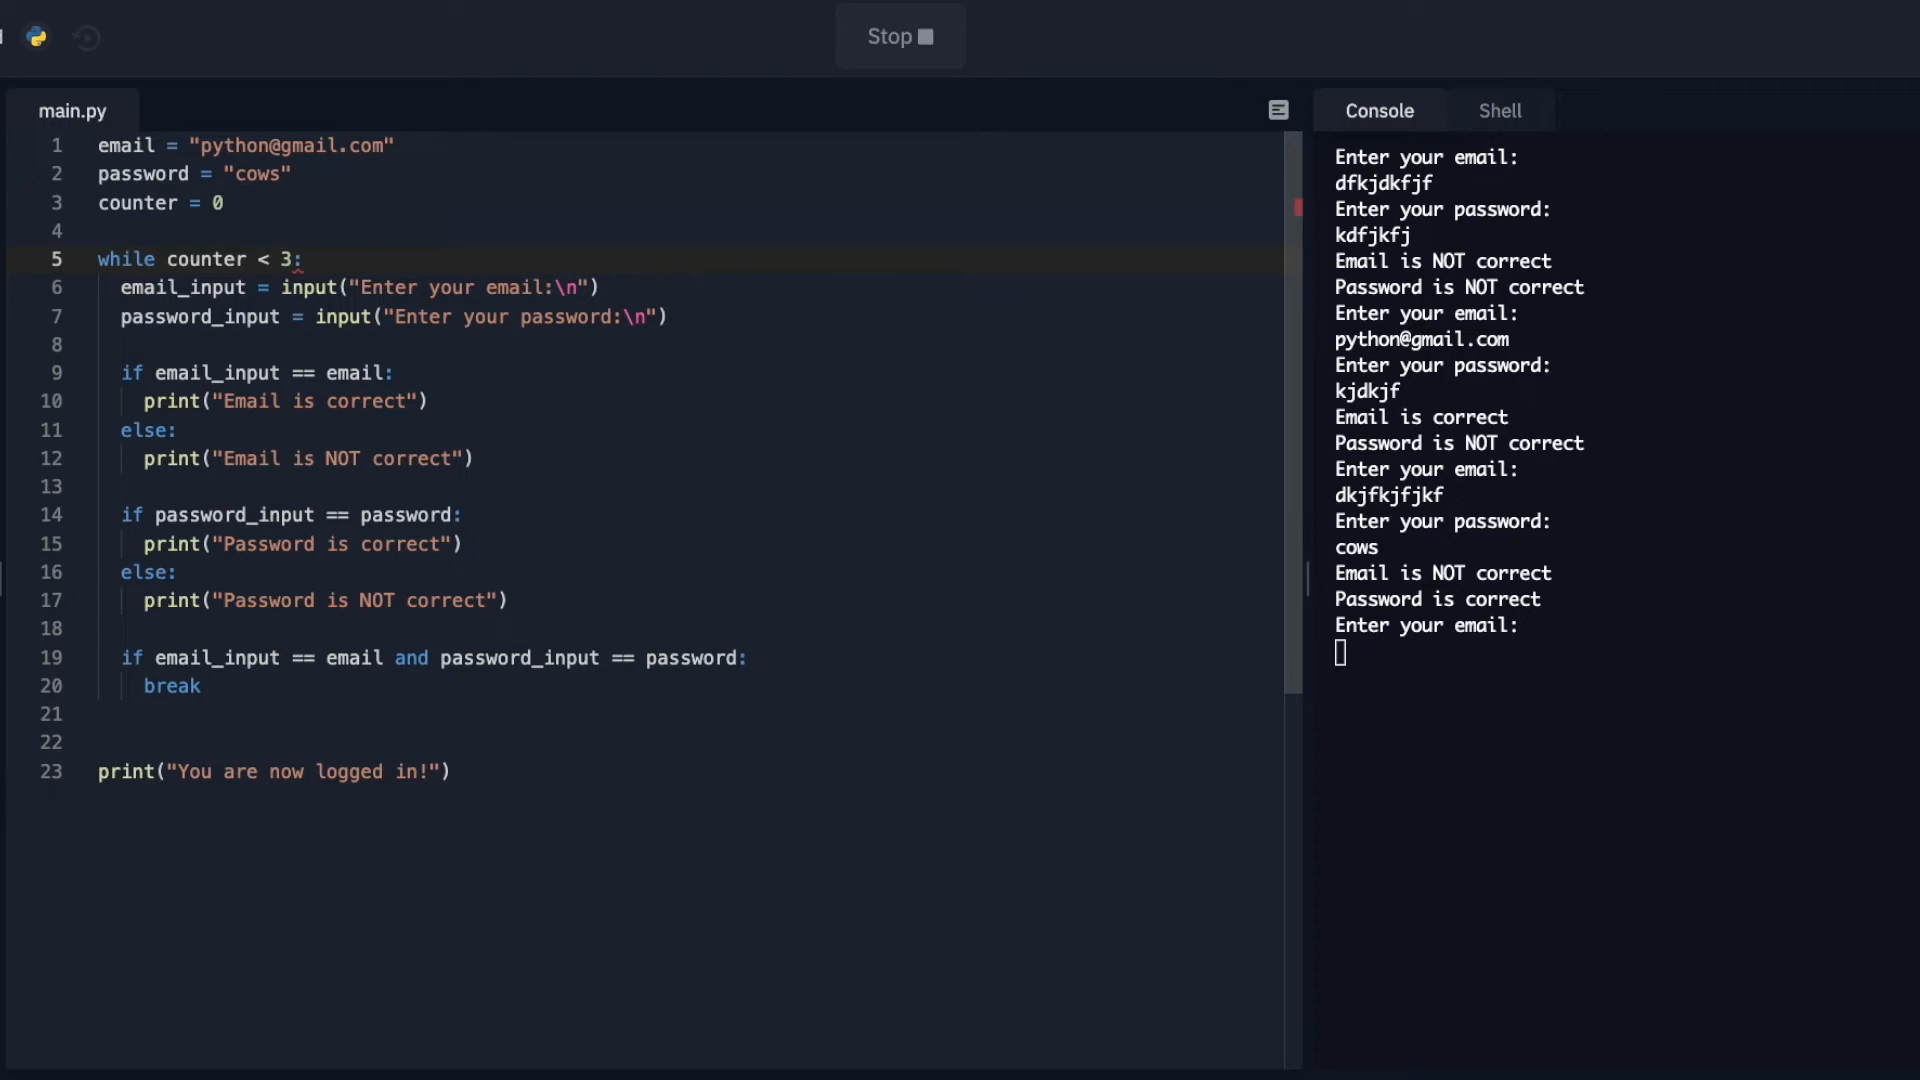 Stop
main.py
Console Shell
1 email = "python@gmail.com"
2 password = "cows"
3 counter = 0
4
5 while counter < 3:
6 email_input = input("Enter your email:\n")
7 password_input = input("Enter your password:\n")
8
9 if email_input == email:
10 print("Email is correct")
11 else:
12 print("Email is NOT correct")
13
14 if password_input == password:
15 print("Password is correct")
16 else:
17 print("Password is NOT correct")
18
19 if email_input == email and password_input == password:
20 break
21
22
23 print("You are now logged in!")
Enter your email:
dfkjdkfjf
Enter your password:
kdfjkfj
Email is NOT correct
Password is NOT correct
Enter your email:
python@gmail.com
Enter your password:
kjdkjf
Email is correct
Password is NOT correct
Enter your email:
dkjfkjfjkf
Enter your password:
cows
Email is NOT correct
Password is correct
Enter your email: